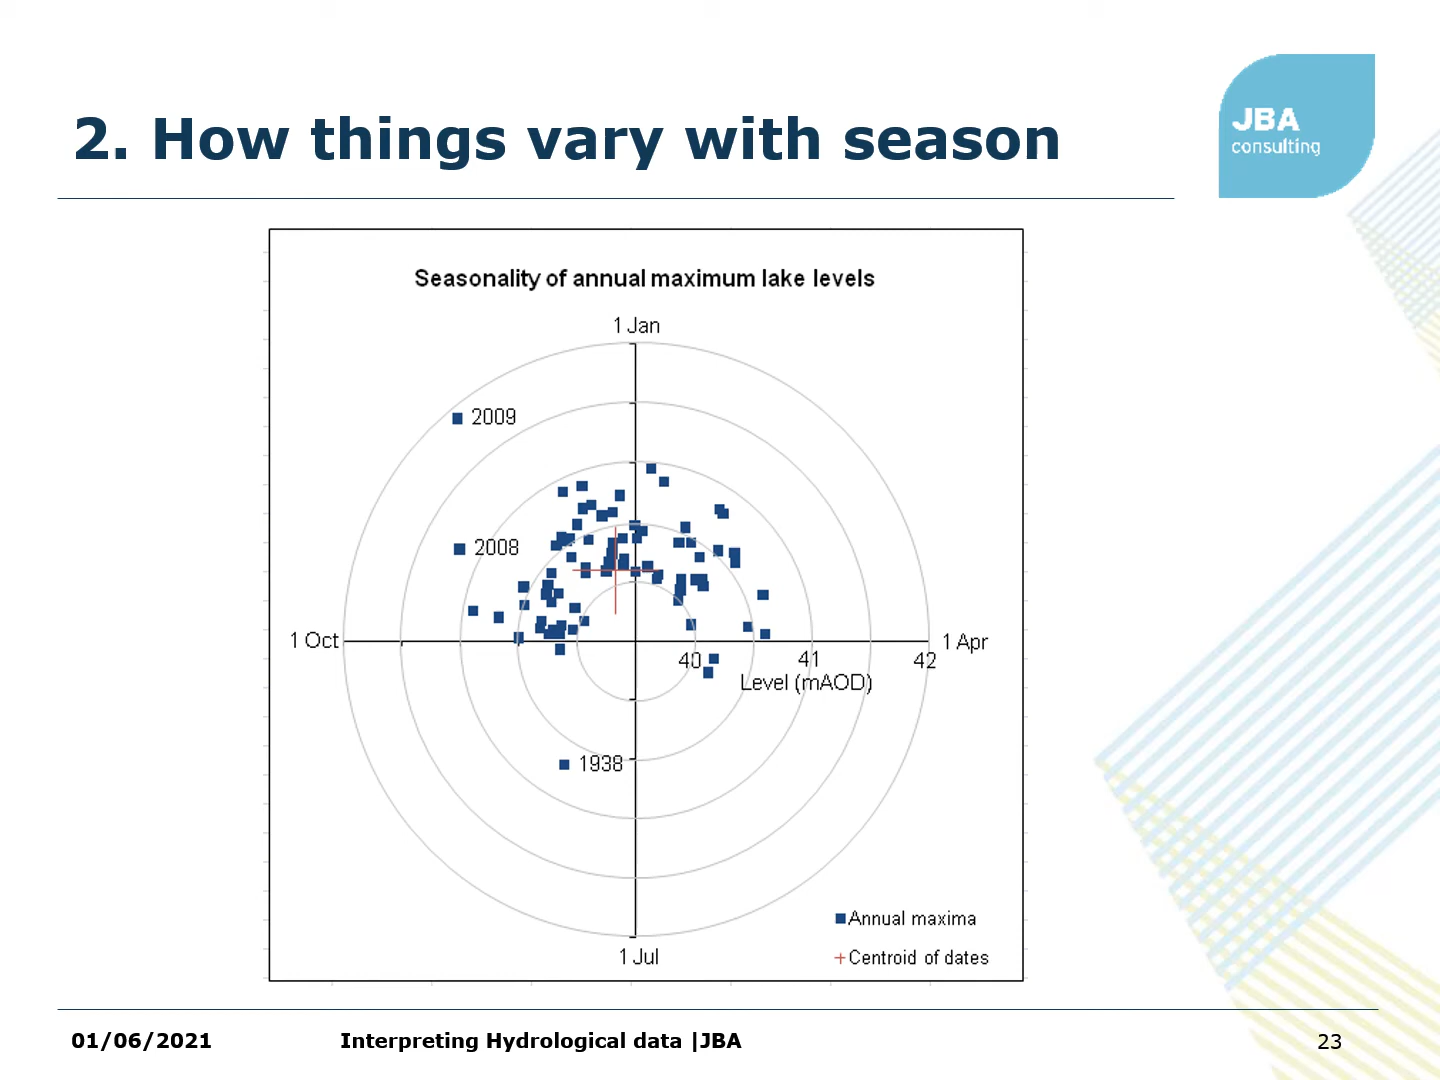 2. How things vary with season
JBA
consulting
Seasonality of annual maximum lake levels
1 Jan
2009
2008
1 Oct
1 Apr
40
41
42
Level (mAOD)
1938
Annual maxima
1 Jul
Centroid of dates
01/06/2021
Interpreting Hydrological data |JBA
23